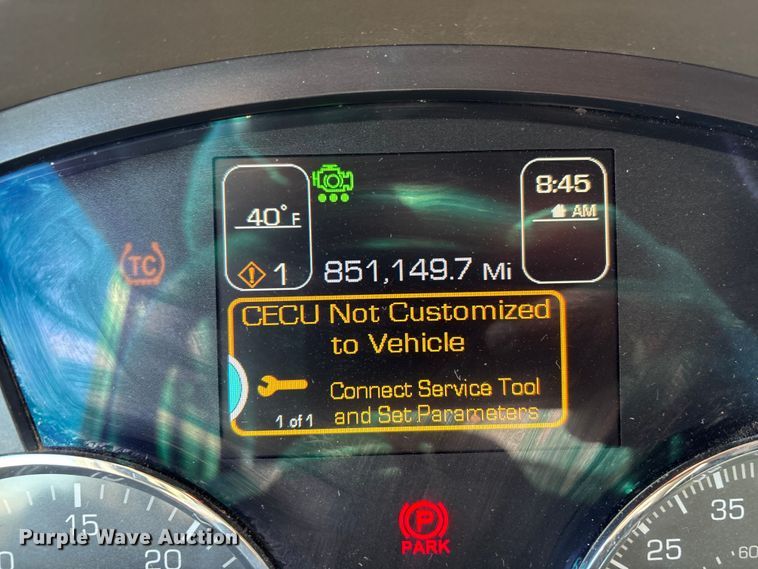 40° F
8:45
AM
TC
1
851,149.7 Mi
CECU Not Customized
to Vehicle
Connect Service Tool
1 of 1
and Set Parameters
PARK
15
20
25
35
60
Purple Wave Auction